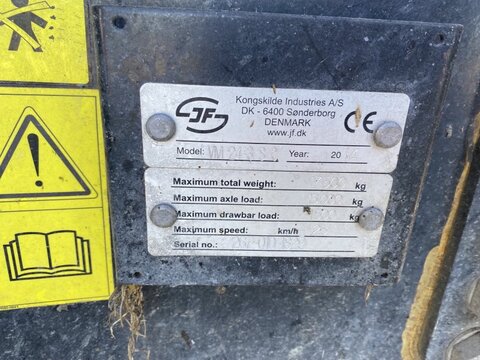 JF
Kongskilde Industries A/S
DK - 6400 Sønderborg
DENMARK
www.jf.dk
CE
Model: Year: 20
Maximum total weight: kg
Maximum axle load: kg
Maximum drawbar load: kg
Maximum speed: km/h
Serial no.: